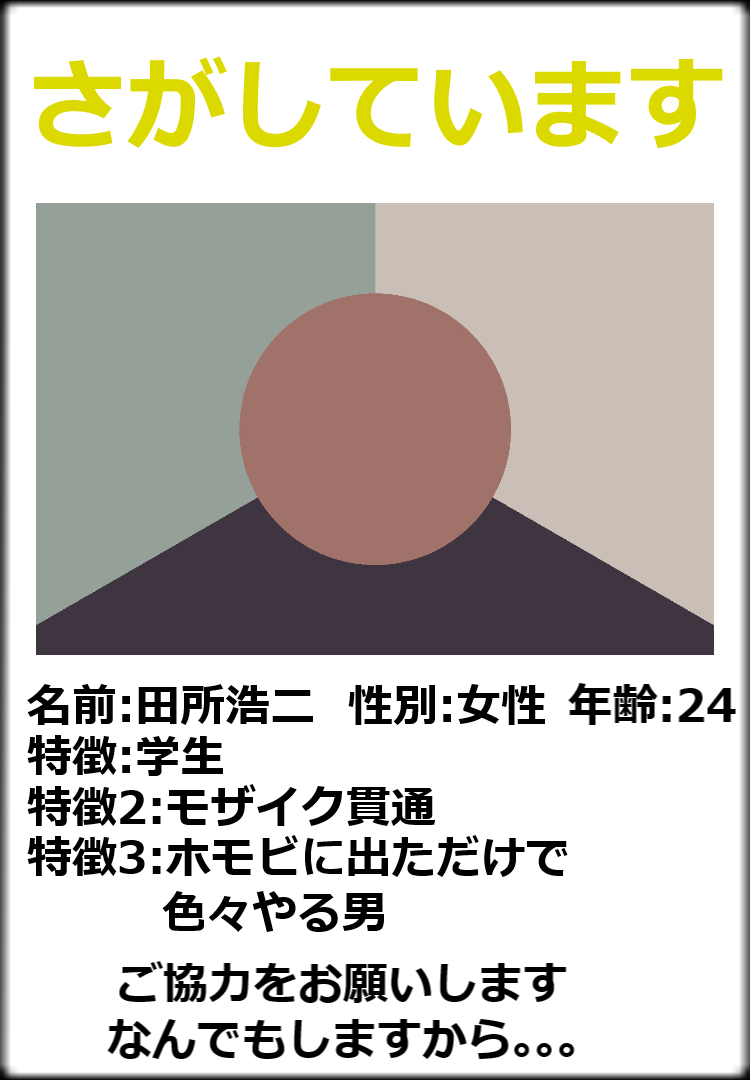 さがしています
名前:田所浩二 性別:女性 年齢:24
特徴:学生
特徴2:モザイク貫通
特徴3:ホモビに出ただけで
色々やる男
ご協力をお願いします
なんでもしますから。。。